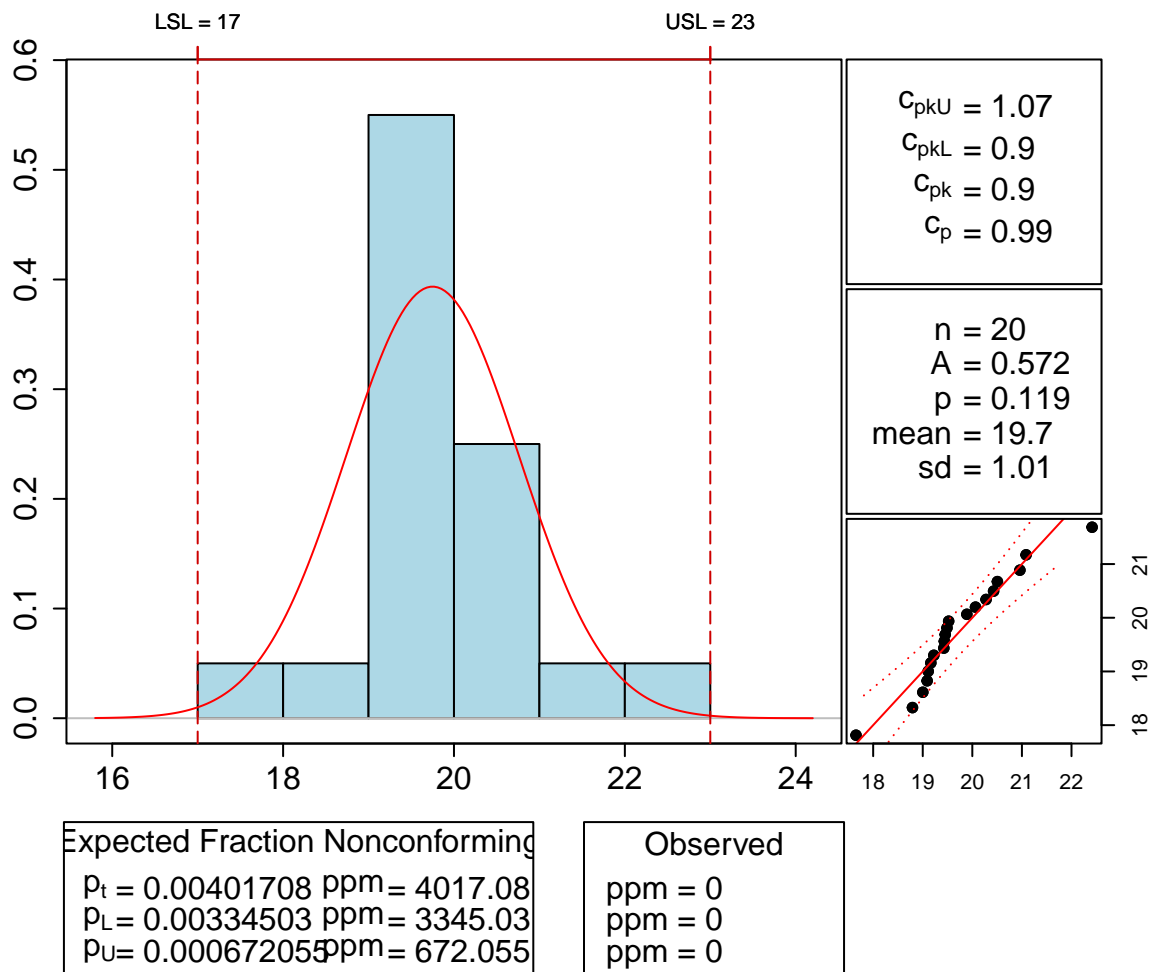 LSL = 17 USL = 23
0.6
0.5
0.4
0.3
0.2
0.1
0.0
16 18 20 22 24
cpkU = 1.07
cpkL = 0.9
cpk = 0.9
cp = 0.99
n = 20
A = 0.572
p = 0.119
mean = 19.7
sd = 1.01
21
20
19
18
18 19 20 21 22
Expected Fraction Nonconforming
pt = 0.00401708 ppm = 4017.08
pL = 0.00334503 ppm = 3345.03
pU = 0.000672055 ppm = 672.055
Observed
ppm = 0
ppm = 0
ppm = 0